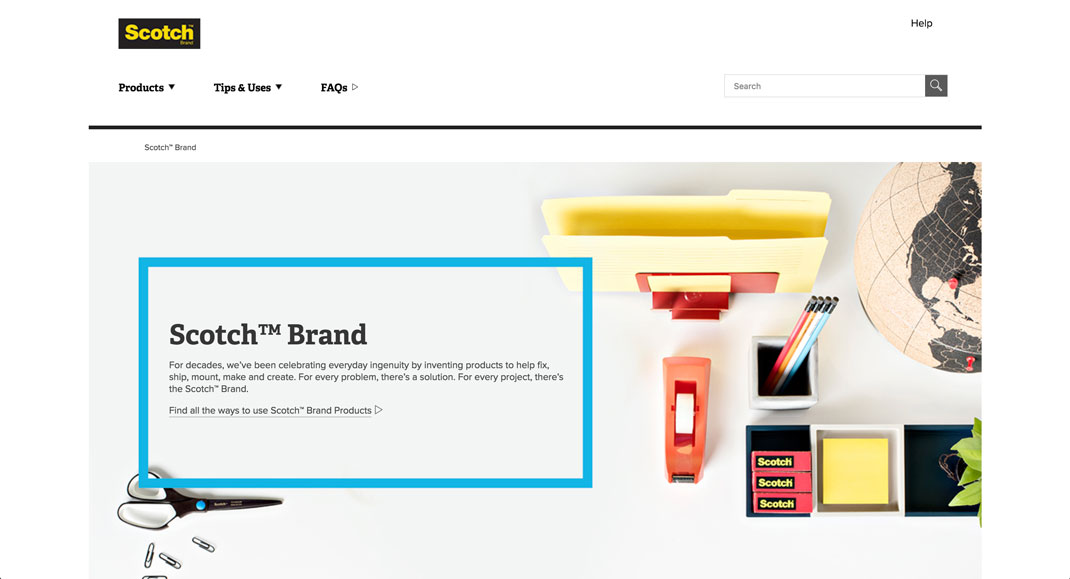 Scotch™
Brand
Help
Products
Tips & Uses
FAQs
Search
Scotch™ Brand
Scotch™ Brand
For decades, we've been celebrating everyday ingenuity by inventing products to help fix,
ship, mount, make and create. For every problem, there's a solution. For every project, there's
the Scotch™ Brand.
Find all the ways to use Scotch™ Brand Products
Scotch
Scotch
Scotch
Scotch